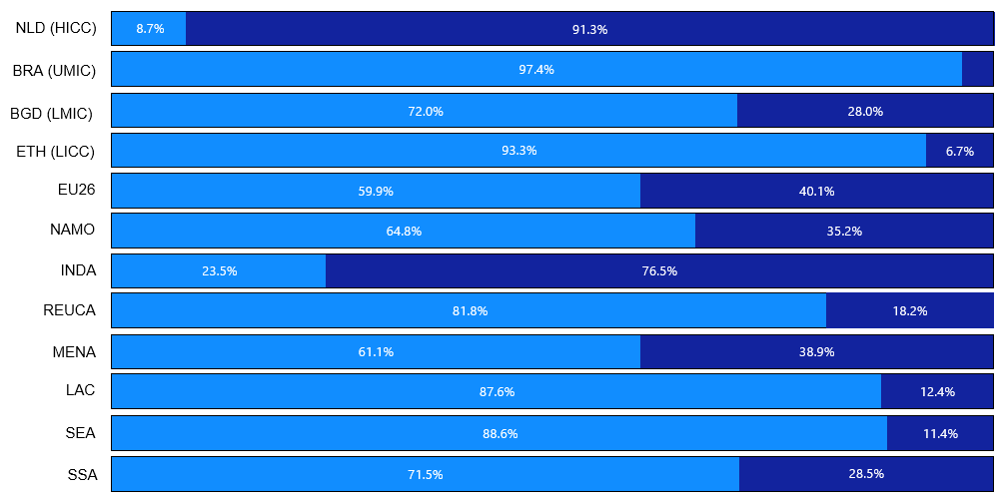 NLD (HICC) 8.7% 91.3%
BRA (UMIC) 97.4%
BGD (LMIC) 72.0% 28.0%
ETH (LICC) 93.3% 6.7%
EU26 59.9% 40.1%
NAMO 64.8% 35.2%
INDA 23.5% 76.5%
REUCA 81.8% 18.2%
MENA 61.1% 38.9%
LAC 87.6% 12.4%
SEA 88.6% 11.4%
SSA 71.5% 28.5%